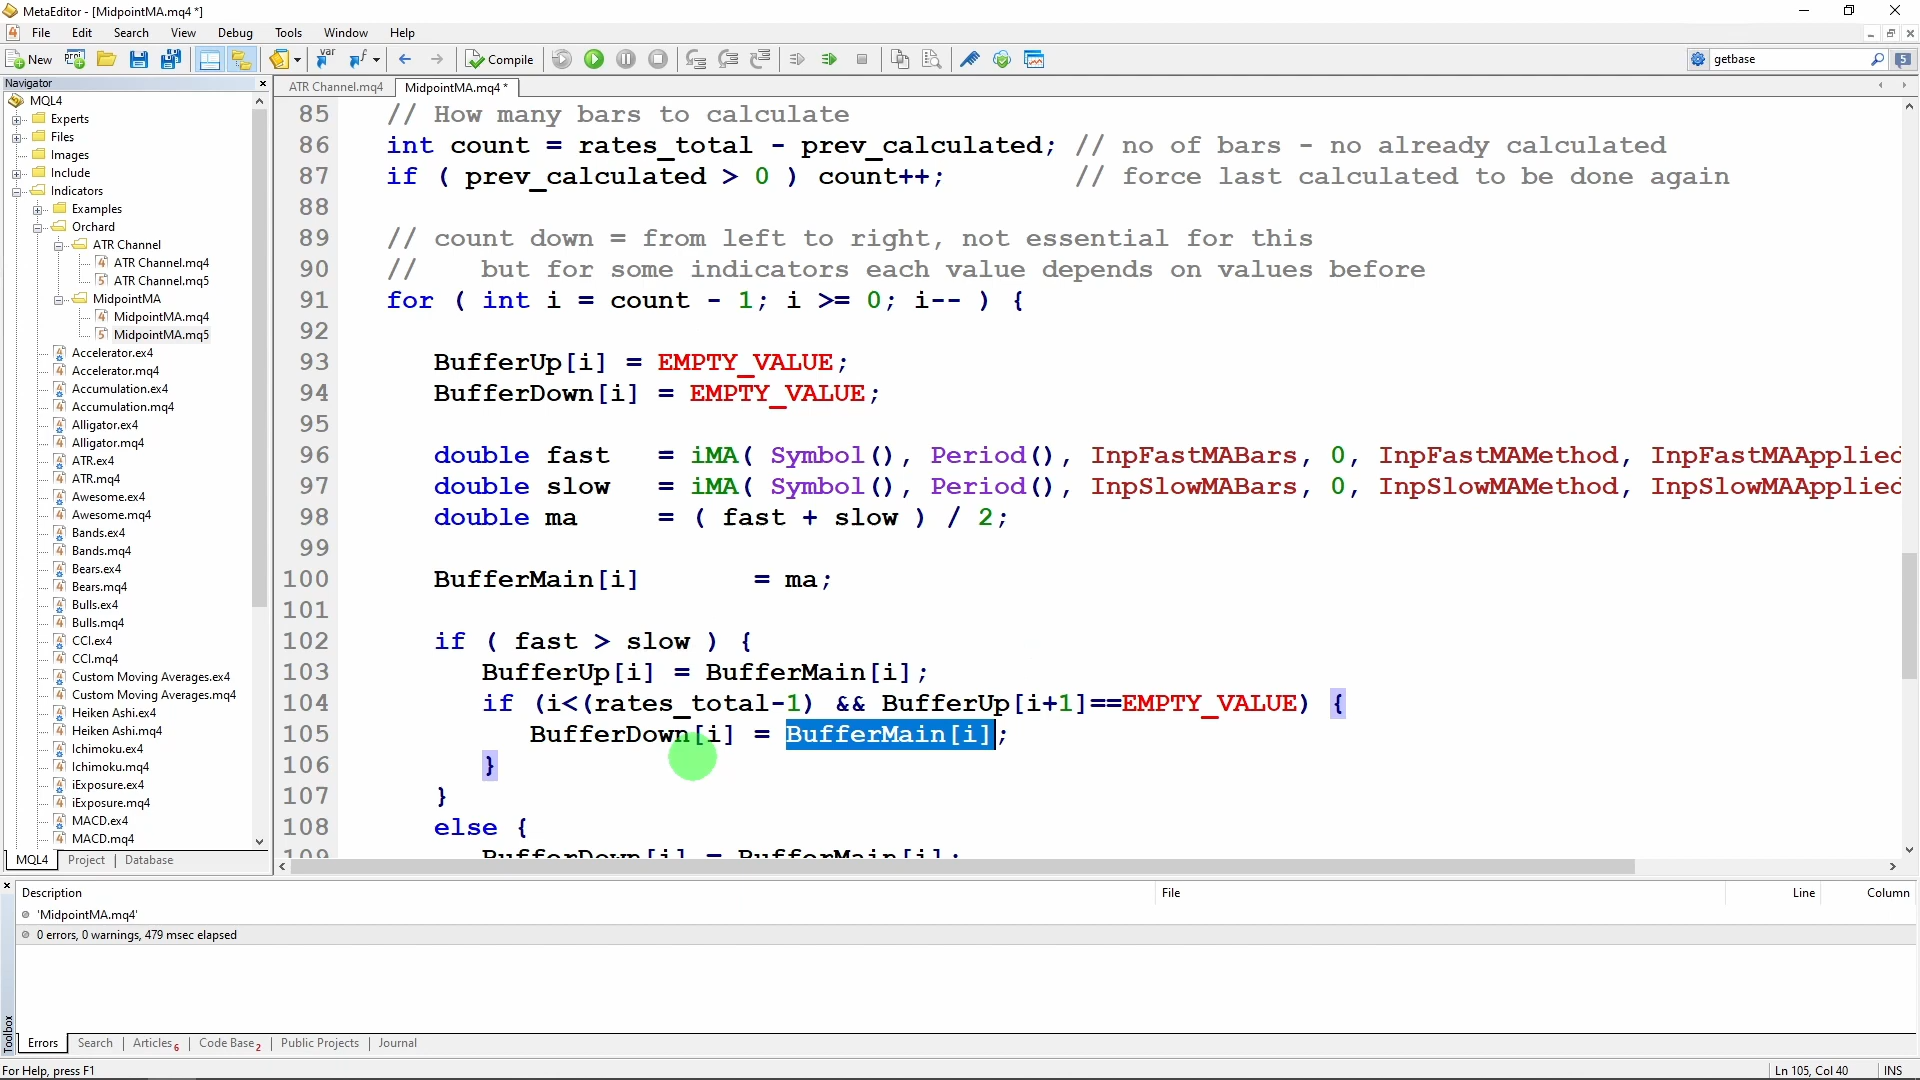 MetaEditor - [MidpointMA.mq4 *]
File Edit Search View Debug Tools Window Help
New Compile getbase
Navigator
ATR Channel.mq4 MidpointMA.mq4 *
MQL4
Experts
Files
Images
Include
Indicators
Examples
Orchard
ATR Channel
ATR Channel.mq4
ATR Channel.mq5
MidpointMA
MidpointMA.mq4
MidpointMA.mq5
Accelerator.ex4
Accelerator.mq4
Accumulation.ex4
Accumulation.mq4
Alligator.ex4
Alligator.mq4
ATR.ex4
ATR.mq4
Awesome.ex4
Awesome.mq4
Bands.ex4
Bands.mq4
Bears.ex4
Bears.mq4
Bulls.ex4
Bulls.mq4
CCI.ex4
CCI.mq4
Custom Moving Averages.ex4
Custom Moving Averages.mq4
Heiken Ashi.ex4
Heiken Ashi.mq4
Ichimoku.ex4
Ichimoku.mq4
iExposure.ex4
iExposure.mq4
MACD.ex4
MACD.mq4
MQL4 Project Database
85 // How many bars to calculate
86 int count = rates_total - prev_calculated; // no of bars - no already calculated
87 if ( prev_calculated > 0 ) count++; // force last calculated to be done again
88
89 // count down = from left to right, not essential for this
90 // but for some indicators each value depends on values before
91 for ( int i = count - 1; i >= 0; i-- ) {
92
93 BufferUp[i] = EMPTY_VALUE;
94 BufferDown[i] = EMPTY_VALUE;
95
96 double fast = iMA( Symbol(), Period(), InpFastMABars, 0, InpFastMAMethod, InpFastMAApplied
97 double slow = iMA( Symbol(), Period(), InpSlowMABars, 0, InpSlowMAMethod, InpSlowMAApplied
98 double ma = ( fast + slow ) / 2;
99
100 BufferMain[i] = ma;
101
102 if ( fast > slow ) {
103 BufferUp[i] = BufferMain[i];
104 if (i<(rates_total-1) && BufferUp[i+1]==EMPTY_VALUE) {
105 BufferDown[i] = BufferMain[i];
106 }
107 }
108 else {
109 BufferDown[i] = BufferMain[i];
Description File Line Column
'MidpointMA.mq4'
0 errors, 0 warnings, 479 msec elapsed
Toolbox
Errors Search Articles 6 Code Base 2 Public Projects Journal
For Help, press F1 Ln 105, Col 40 INS